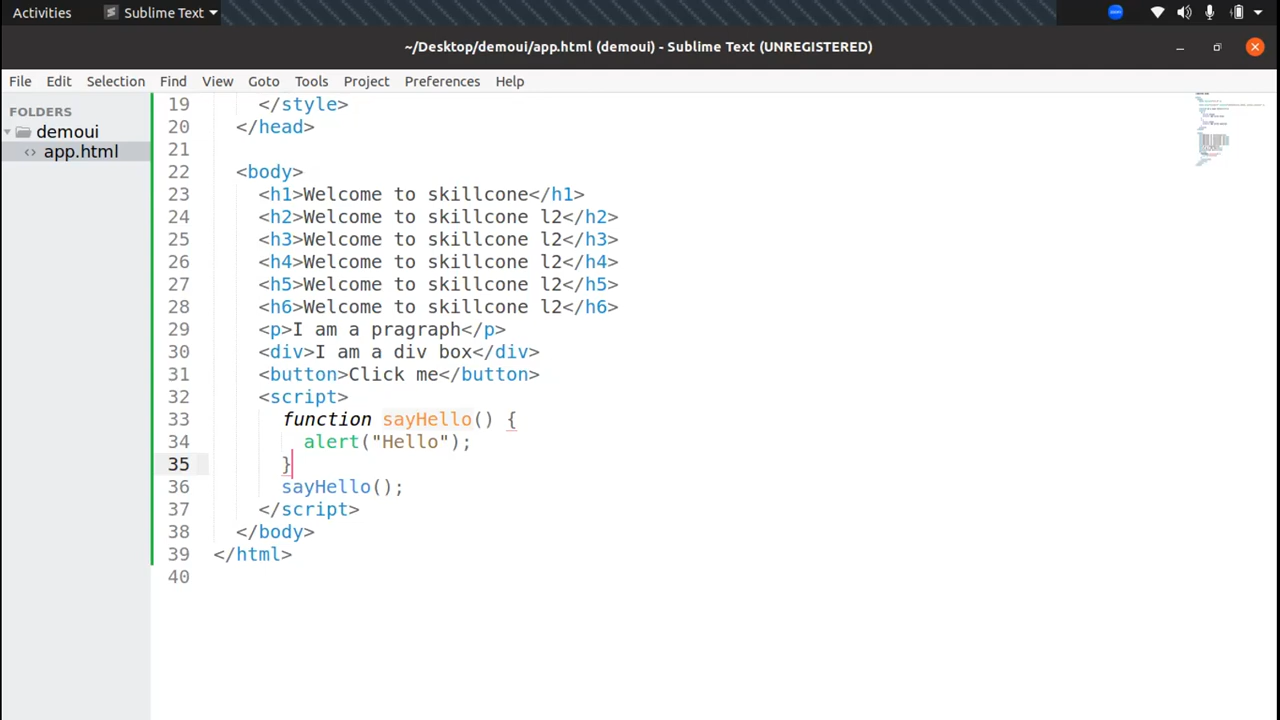 Activities Sublime Text
~/Desktop/demoui/app.html (demoui) - Sublime Text (UNREGISTERED)
File Edit Selection Find View Goto Tools Project Preferences Help
FOLDERS
demoui
app.html
19 </style>
20 </head>
21
22 <body>
23 <h1>Welcome to skillcone</h1>
24 <h2>Welcome to skillcone l2</h2>
25 <h3>Welcome to skillcone l2</h3>
26 <h4>Welcome to skillcone l2</h4>
27 <h5>Welcome to skillcone l2</h5>
28 <h6>Welcome to skillcone l2</h6>
29 <p>I am a pragraph</p>
30 <div>I am a div box</div>
31 <button>Click me</button>
32 <script>
33 function sayHello() {
34 alert("Hello");
35 }
36 sayHello();
37 </script>
38 </body>
39 </html>
40